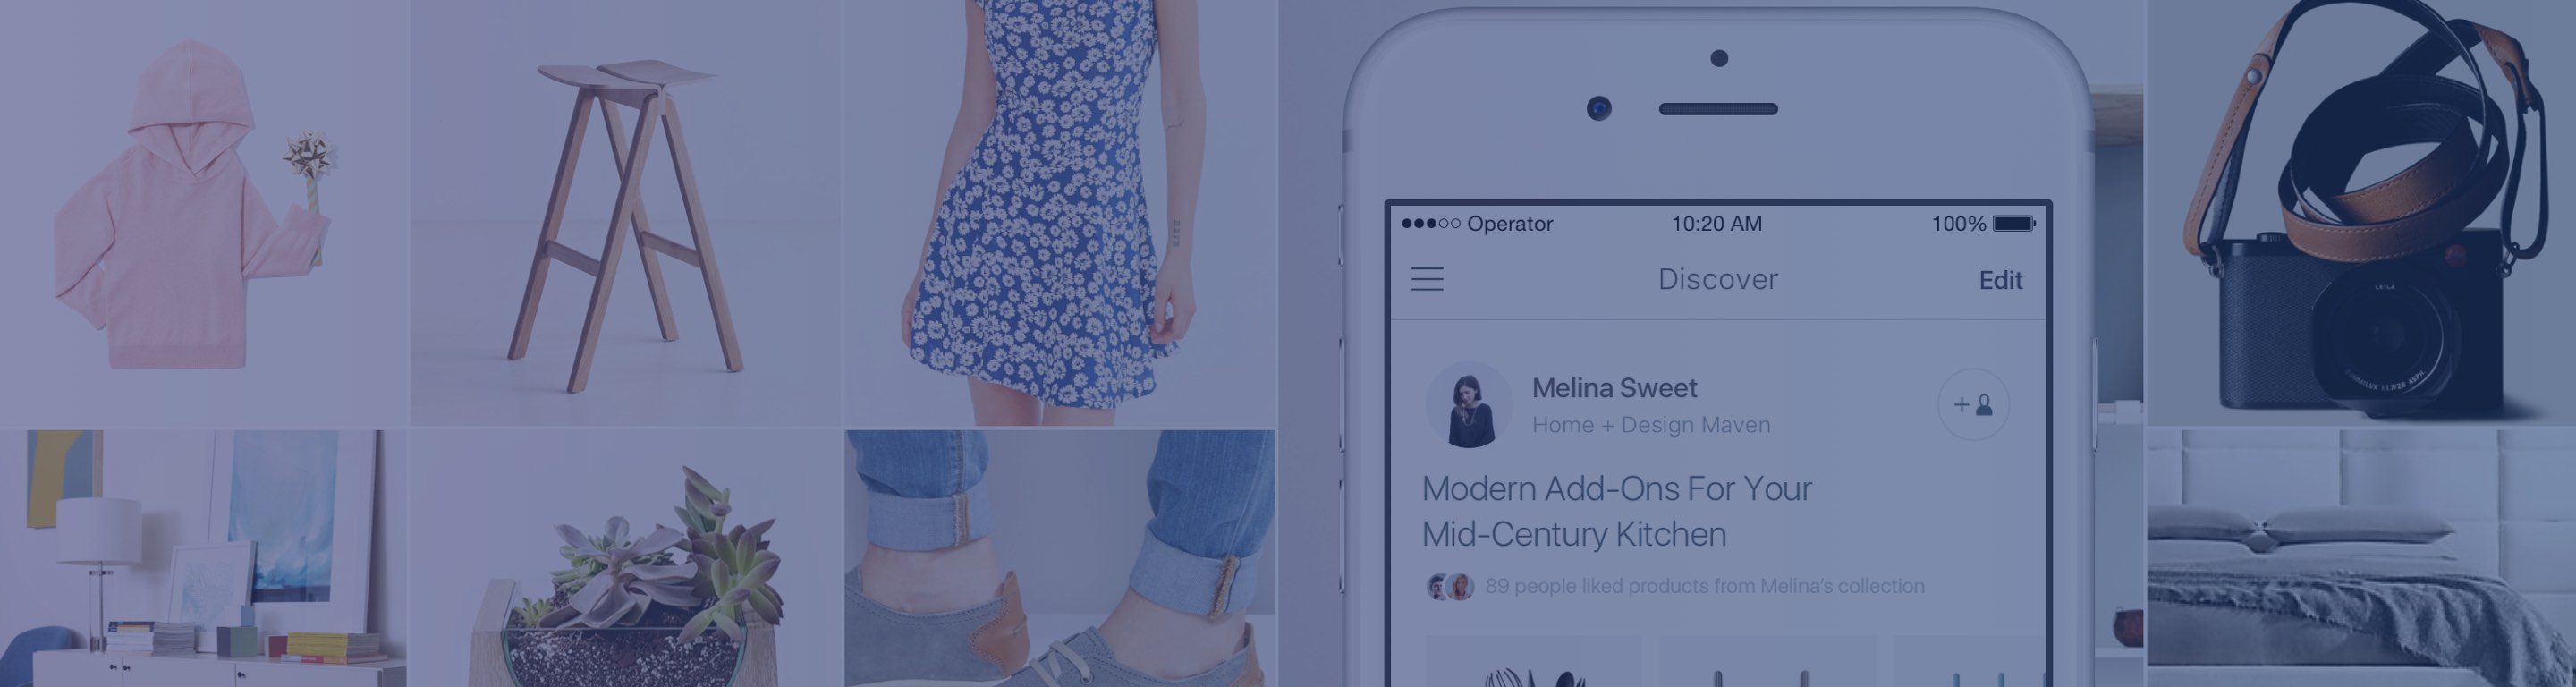 Operator
10:20 AM
100%
Discover
Edit
Melina Sweet
Home + Design Maven
Modern Add-Ons For Your
Mid-Century Kitchen
89 people liked products from Melina's collection